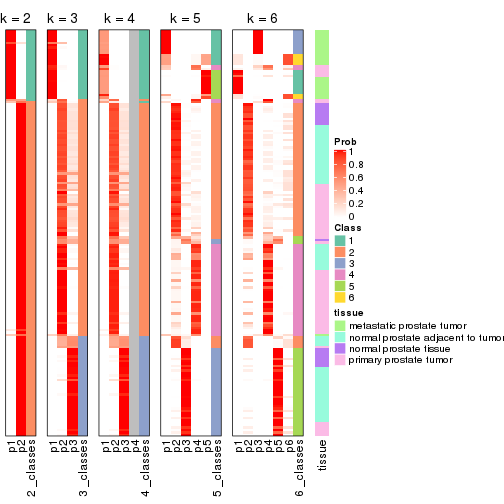 k = 2
k = 3
k = 4
k = 5
k = 6
Prob
1
0.8
0.6
0.4
0.2
0
Class
1
2
3
4
5
6
tissue
metastatic prostate tumor
normal prostate adjacent to tumor
normal prostate tissue
primary prostate tumor
p1
p2
2_classes
p1
p2
p3
3_classes
p1
p2
p3
p4
4_classes
p1
p2
p3
p4
p5
5_classes
p1
p2
p3
p4
p5
p6
6_classes
tissue